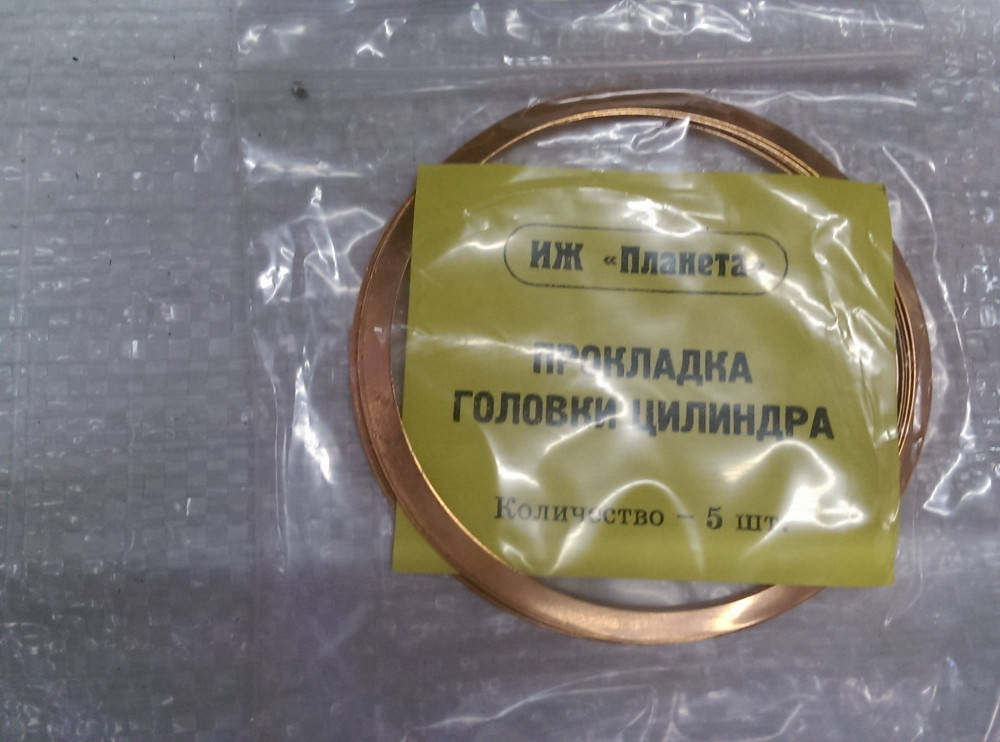 ИЖ «Планета»
ПРОКЛАДКА
ГОЛОВКИ ЦИЛИНДРА
Количество – 5 шт.